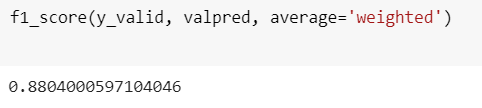 f1_score(y_valid, valpred, average='weighted')
0.8804000597104046